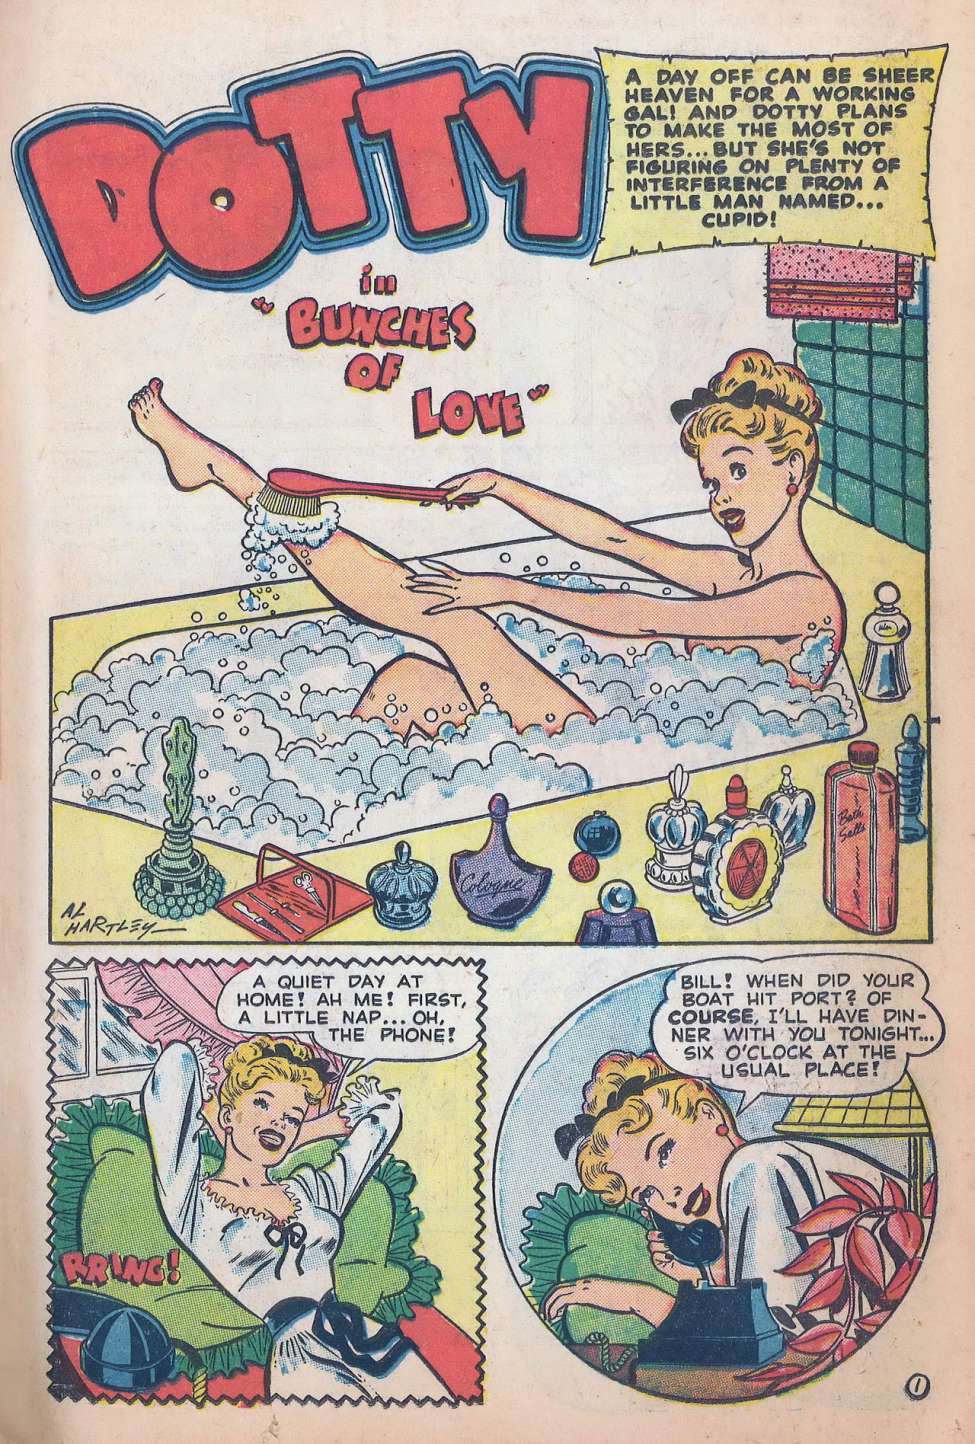 DOTTY
A DAY OFF CAN BE SHEER
HEAVEN FOR A WORKING
GAL! AND DOTTY PLANS
TO MAKE THE MOST OF
HERS... BUT SHE'S NOT
FIGURING ON PLENTY OF
INTERFERENCE FROM A
LITTLE MAN NAMED...
CUPID!
in
"BUNCHES
OF
LOVE"
Bath
Salts
Cologne
AL
HARTLEY
A QUIET DAY AT
HOME! AH ME! FIRST,
A LITTLE NAP... OH,
THE PHONE!
RRING!
BILL! WHEN DID YOUR
BOAT HIT PORT? OF
COURSE, I'LL HAVE DIN-
NER WITH YOU TONIGHT...
SIX O'CLOCK AT THE
USUAL PLACE!
1